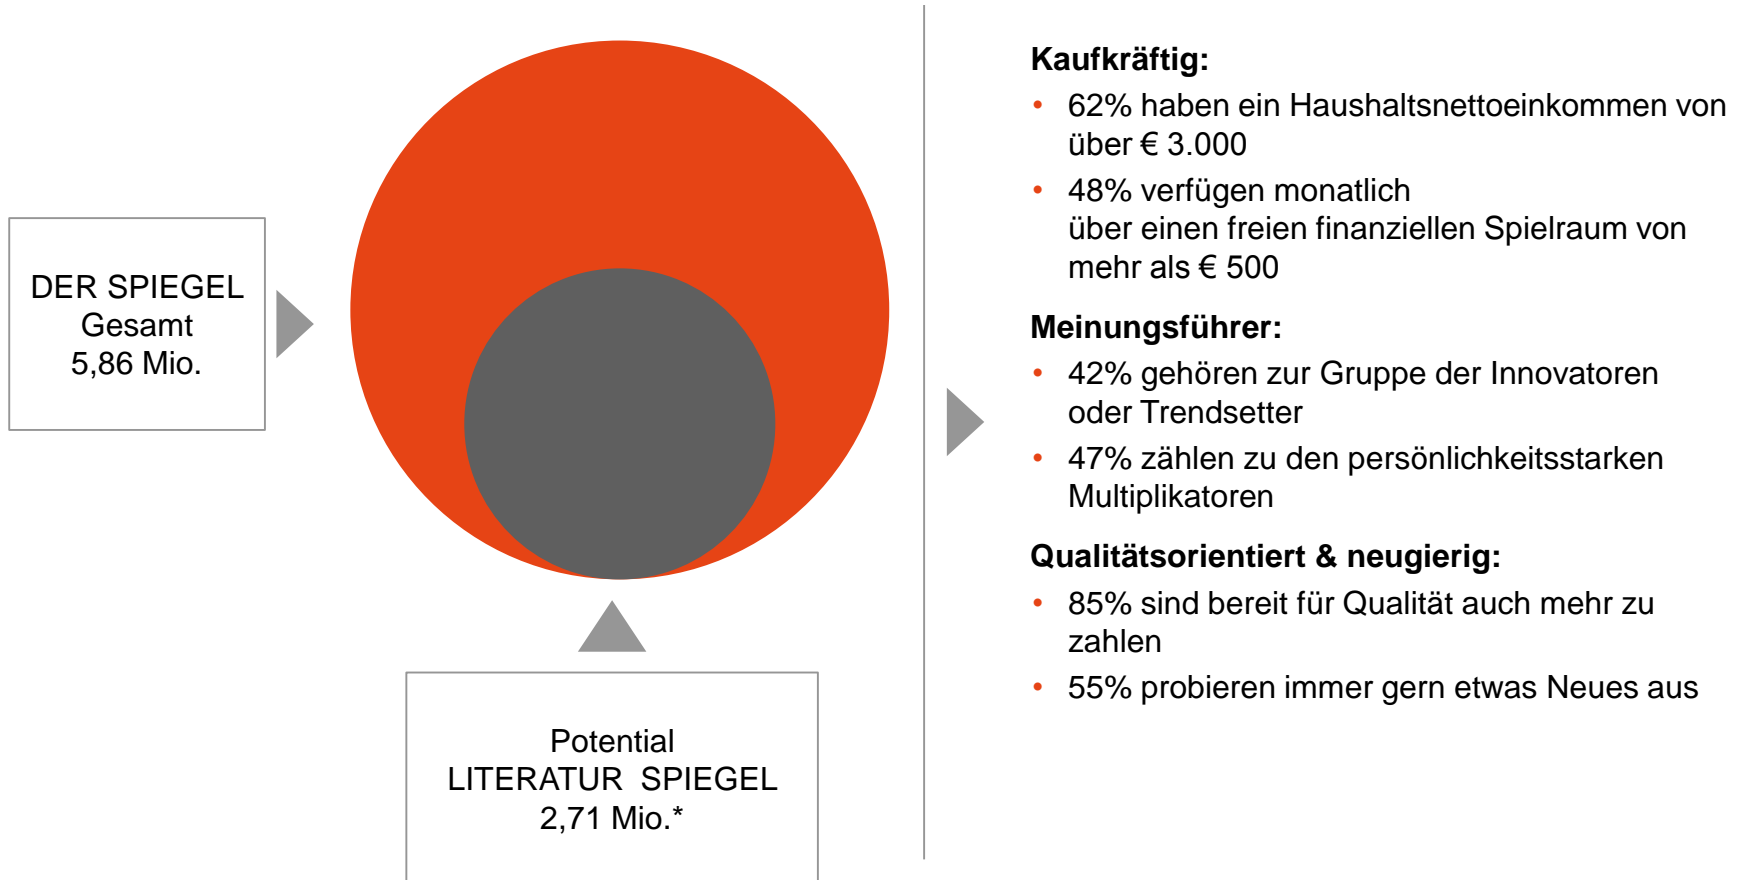 DER SPIEGEL
Gesamt
5,86 Mio.
Potential
LITERATUR SPIEGEL
2,71 Mio.*
Kaufkräftig:
• 62% haben ein Haushaltsnettoeinkommen von
über € 3.000
• 48% verfügen monatlich
über einen freien finanziellen Spielraum von
mehr als € 500
Meinungsführer:
• 42% gehören zur Gruppe der Innovatoren
oder Trendsetter
• 47% zählen zu den persönlichkeitsstarken
Multiplikatoren
Qualitätsorientiert & neugierig:
• 85% sind bereit für Qualität auch mehr zu
zahlen
• 55% probieren immer gern etwas Neues aus